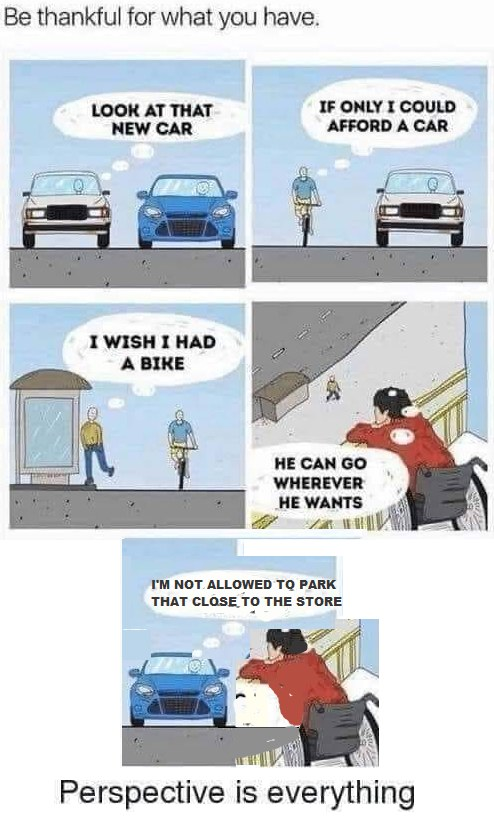 Be thankful for what you have.
LOOK AT THAT
NEW CAR
IF ONLY I COULD
AFFORD A CAR
I WISH I HAD
A BIKE
HE CAN GO
WHEREVER
HE WANTS
I'M NOT ALLOWED TO PARK
THAT CLOSE TO THE STORE
Perspective is everything